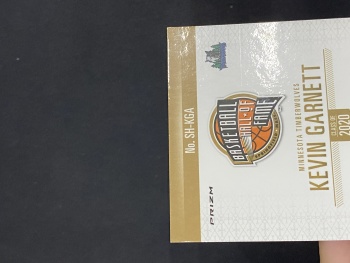 No. SH-KGA
PRIZM
BASKETBALL
HALL OF
FAME
MINNESOTA TIMBERWOLVES
KEVIN GARNETT
CLASS OF
2020